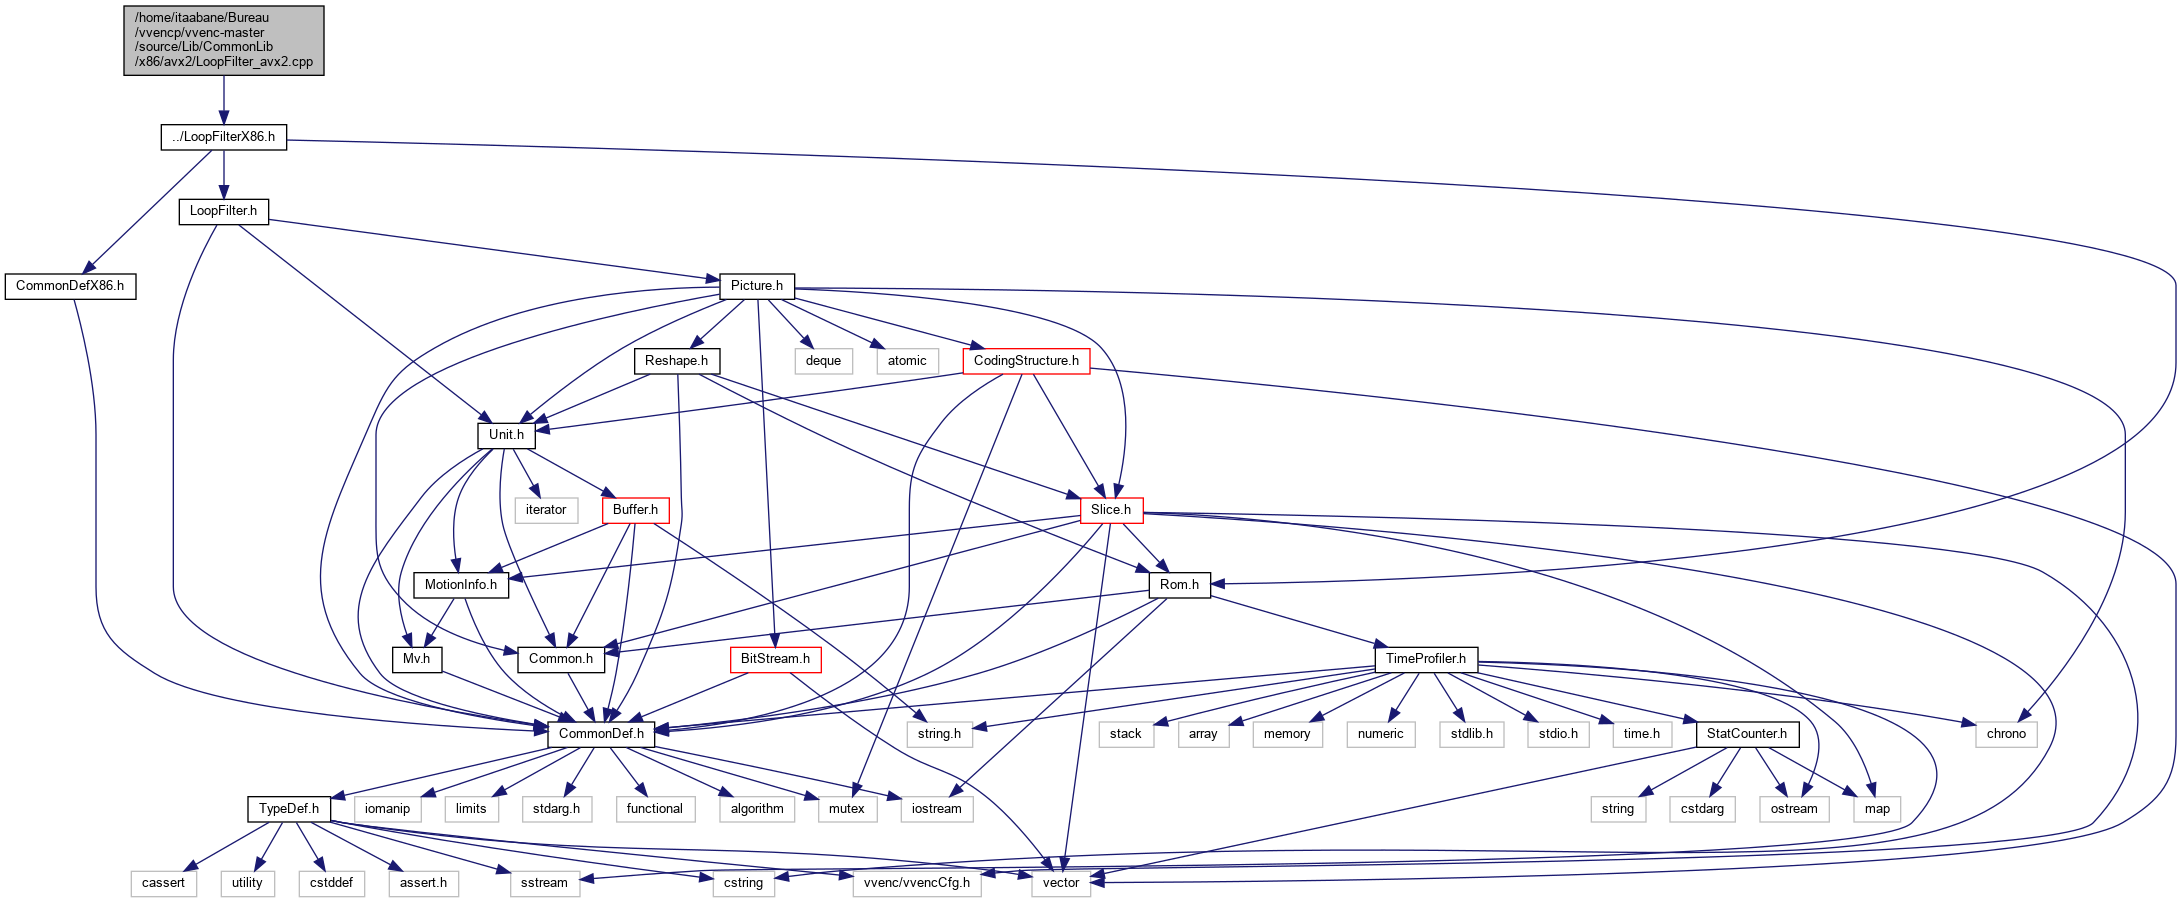 /home/itaabane/Bureau
/vvencp/vvenc-master
/source/Lib/CommonLib
/x86/avx2/LoopFilter_avx2.cpp
../LoopFilterX86.h
LoopFilter.h
CommonDefX86.h
Picture.h
Reshape.h
deque
atomic
CodingStructure.h
Unit.h
iterator
Buffer.h
Slice.h
MotionInfo.h
Rom.h
Mv.h
Common.h
BitStream.h
TimeProfiler.h
CommonDef.h
string.h
stack
array
memory
numeric
stdlib.h
stdio.h
time.h
StatCounter.h
chrono
TypeDef.h
iomanip
limits
stdarg.h
functional
algorithm
mutex
iostream
string
cstdarg
ostream
map
cassert
utility
cstddef
assert.h
sstream
cstring
vvenc/vvencCfg.h
vector